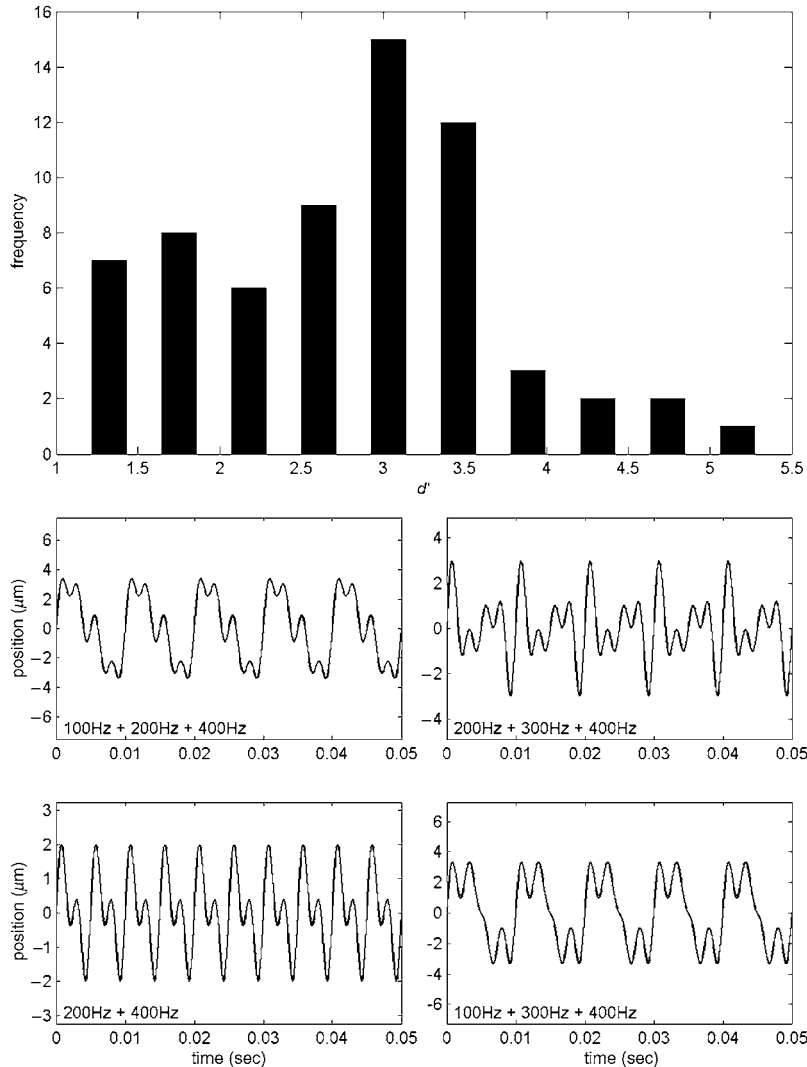 16
14
12
10
8
6
4
2
0
frequency
1 1.5 2 2.5 3 3.5 4 4.5 5 5.5
d'
6
4
2
0
−2
−4
−6
position (μm)
100Hz + 200Hz + 400Hz
0 0.01 0.02 0.03 0.04 0.05
4
2
0
−2
−4
200Hz + 300Hz + 400Hz
0 0.01 0.02 0.03 0.04 0.05
3
2
1
0
−1
−2
−3
position (μm)
200Hz + 400Hz
0 0.01 0.02 0.03 0.04 0.05
time (sec)
6
4
2
0
-2
-4
-6
100Hz + 300Hz + 400Hz
0 0.01 0.02 0.03 0.04 0.05
time (sec)